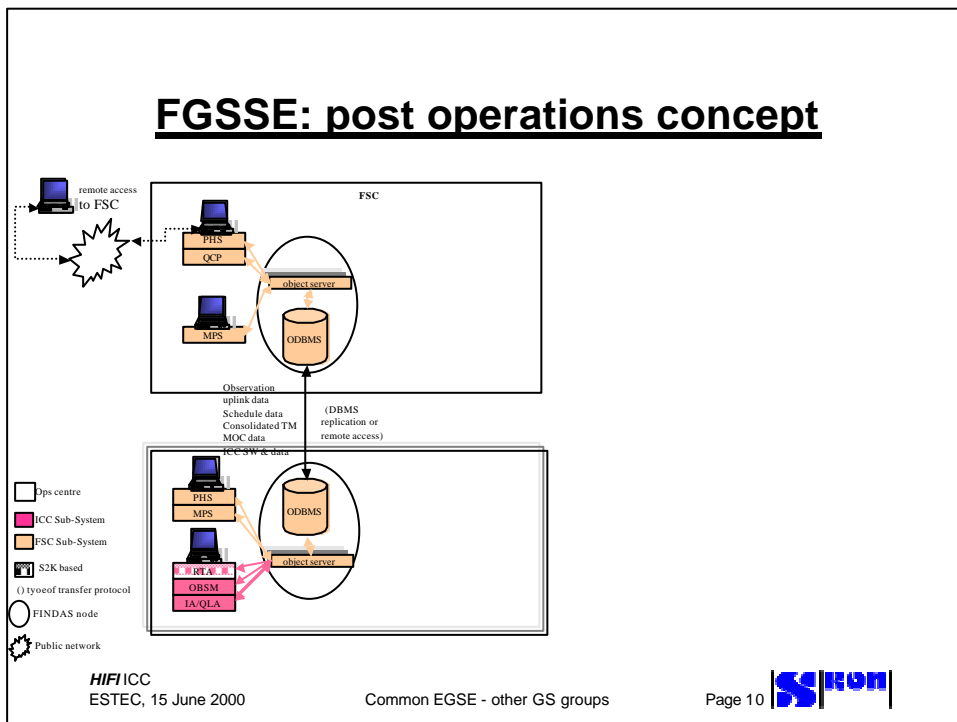 FGSSE: post operations concept
remote access
to FSC
FSC
PHS
QCP
object server
MPS
ODBMS
Observation
uplink data
Schedule data
Consolidated TM
MOC data
ICC SW & data
(DBMS
replication or
remote access)
PHS
MPS
ODBMS
RTA
OBSM
IA/QLA
object server
Ops centre
ICC Sub-System
FSC Sub-System
S2K based
() tyoeof transfer protocol
FINDAS node
Public network
HIFI ICC
ESTEC, 15 June 2000
Common EGSE - other GS groups
Page 10